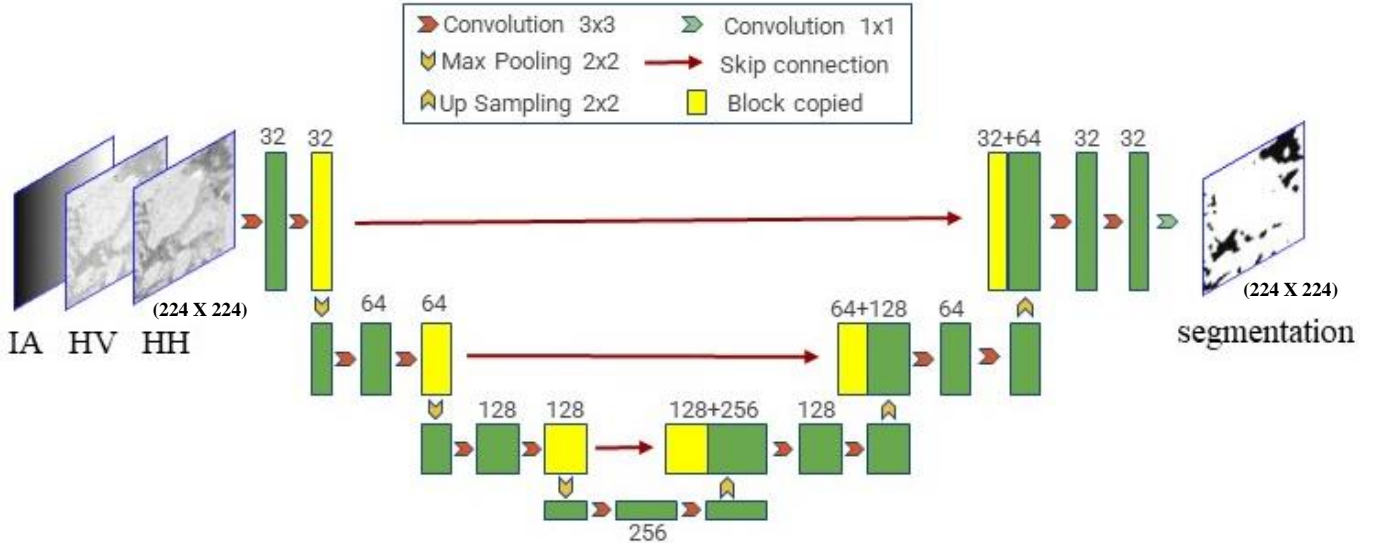 Convolution 3x3
Convolution 1x1
Max Pooling 2x2
Skip connection
Up Sampling 2x2
Block copied
32
32
32+64
32
32
(224 X 224)
(224 X 224)
IA
HV
HH
segmentation
64
64
64+128
64
128
128
128+256
128
256